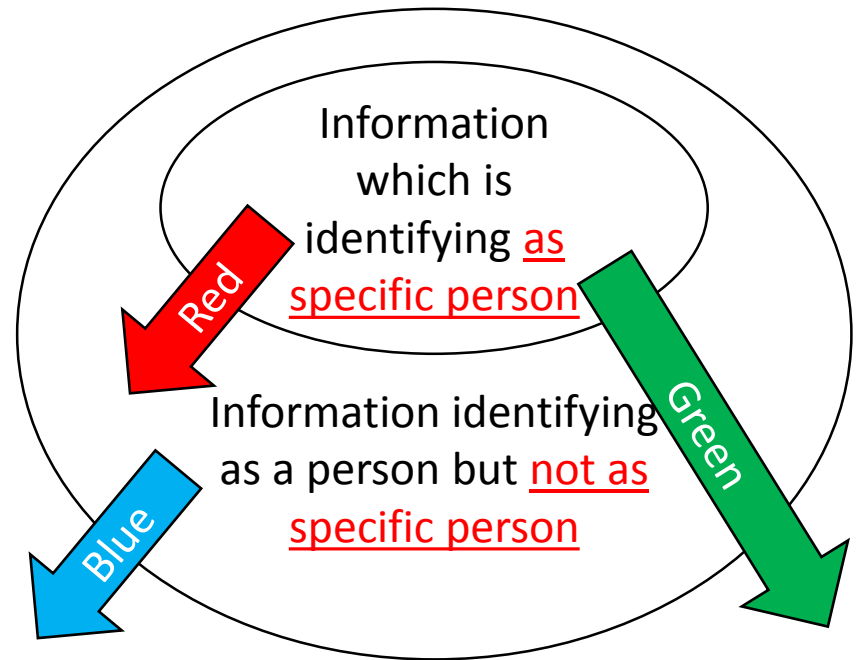 Information
which is
identifying as
specific person
Red
Green
Information identifying
as a person but not as
specific person
Blue